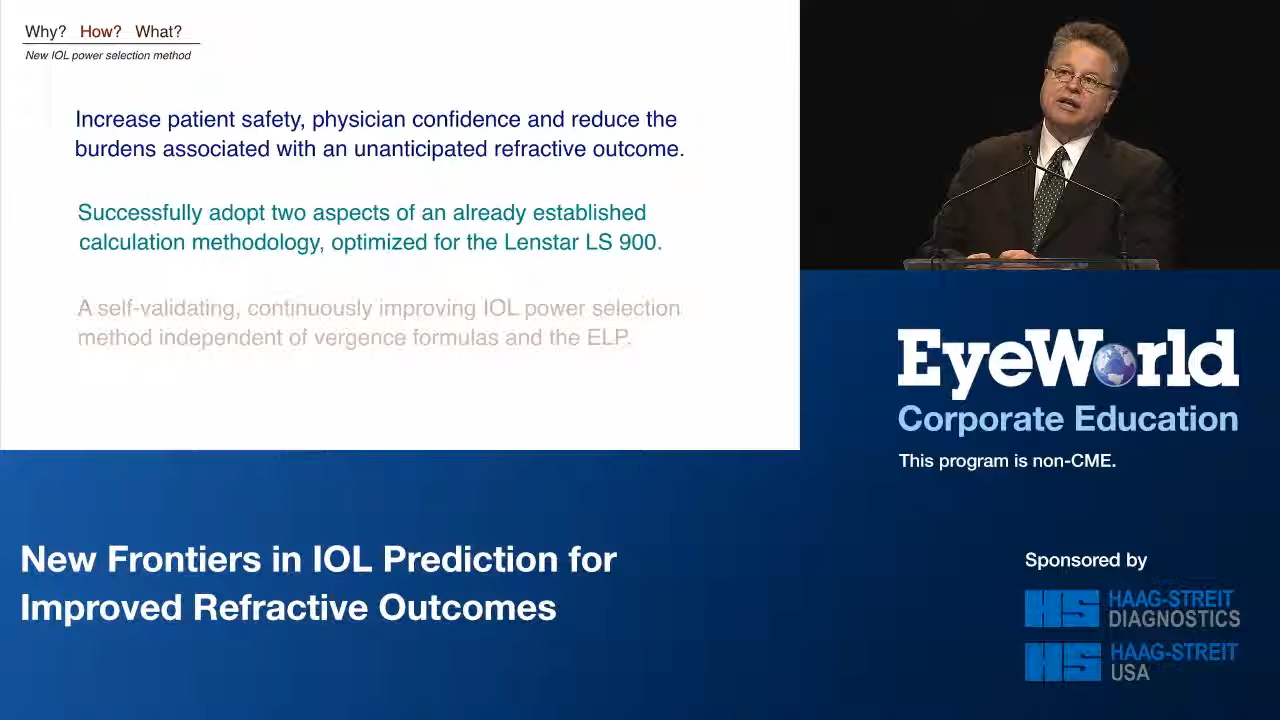 Why? How? What?
New IOL power selection method
Increase patient safety, physician confidence and reduce the
burdens associated with an unanticipated refractive outcome.
Successfully adopt two aspects of an already established
calculation methodology, optimized for the Lenstar LS 900.
A self-validating, continuously improving IOL power selection
method independent of vergence formulas and the ELP.
EyeWorld
Corporate Education
This program is non-CME.
New Frontiers in IOL Prediction for
Improved Refractive Outcomes
Sponsored by
HS HAAG-STREIT
DIAGNOSTICS
HS HAAG-STREIT
USA